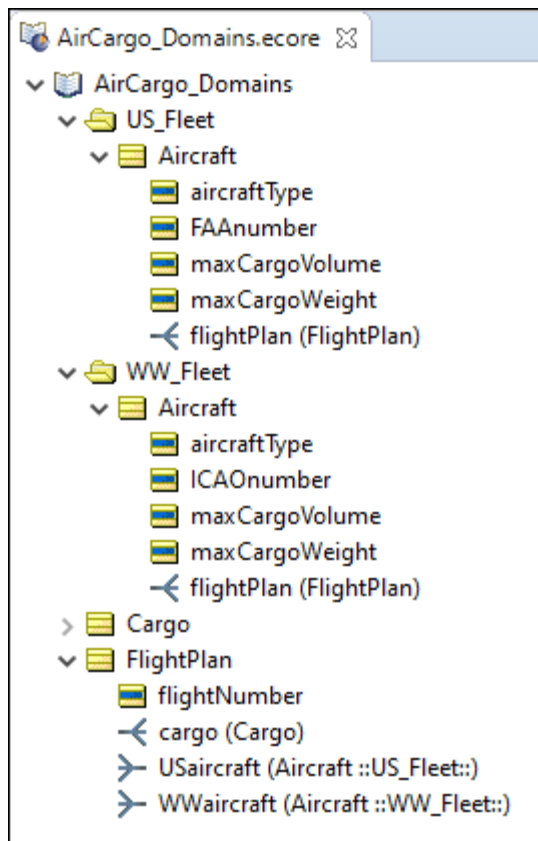 AirCargo_Domains.ecore
AirCargo_Domains
US_Fleet
Aircraft
aircraftType
FAAnumber
maxCargoVolume
maxCargoWeight
flightPlan (FlightPlan)
WW_Fleet
Aircraft
aircraftType
ICAOnumber
maxCargoVolume
maxCargoWeight
flightPlan (FlightPlan)
Cargo
FlightPlan
flightNumber
cargo (Cargo)
USaircraft (Aircraft ::US_Fleet::)
WWaircraft (Aircraft ::WW_Fleet::)